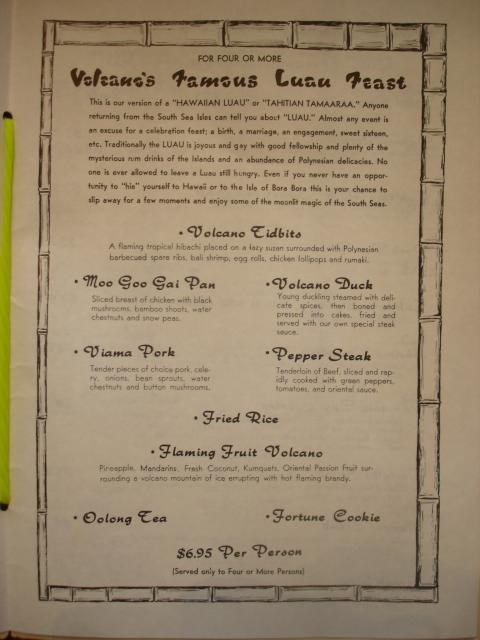 FOR FOUR OR MORE
Volcano's Famous Luau Feast
This is our version of a "HAWAIIAN LUAU" or "TAHITIAN TAMAARAA." Anyone
returning from the South Sea Isles can tell you about "LUAU." Almost any event is
an excuse for a celebration feast; a birth, a marriage, an engagement, sweet sixteen,
etc. Traditionally the LUAU is joyous and gay with good fellowship and plenty of the
mysterious rum drinks of the Islands and an abundance of Polynesian delicacies. No
one is ever allowed to leave a Luau still hungry. Even if you never have an oppor-
tunity to "hie" yourself to Hawaii or to the Isle of Bora Bora this is your chance to
slip away for a few moments and enjoy some of the moonlit magic of the South Seas.
• Volcano Tidbits
A flaming tropical hibachi placed on a lazy susan surrounded with Polynesian
barbecued spare ribs, bali shrimp, egg rolls, chicken lollipops and rumaki.
• Moo Goo Gai Pan
Sliced breast of chicken with black
mushrooms, bamboo shoots, water
chestnuts and snow peas.
• Volcano Duck
Young duckling steamed with deli-
cate spices, then boned and
pressed into cakes, fried and
served with our own special steak
sauce.
• Viama Pork
Tender pieces of choice pork, cele-
ry, onions, bean sprouts, water
chestnuts and button mushrooms.
• Pepper Steak
Tenderloin of Beef, sliced and rap-
idly cooked with green peppers,
tomatoes, and oriental sauce.
• Fried Rice
• Flaming Fruit Volcano
Pineapple, Mandarins, Fresh Coconut, Kumquats, Oriental Passion Fruit sur-
rounding a volcano mountain of ice errupting with hot flaming brandy.
• Oolong Tea
• Fortune Cookie
$6.95 Per Person
(Served only to Four or More Persons)